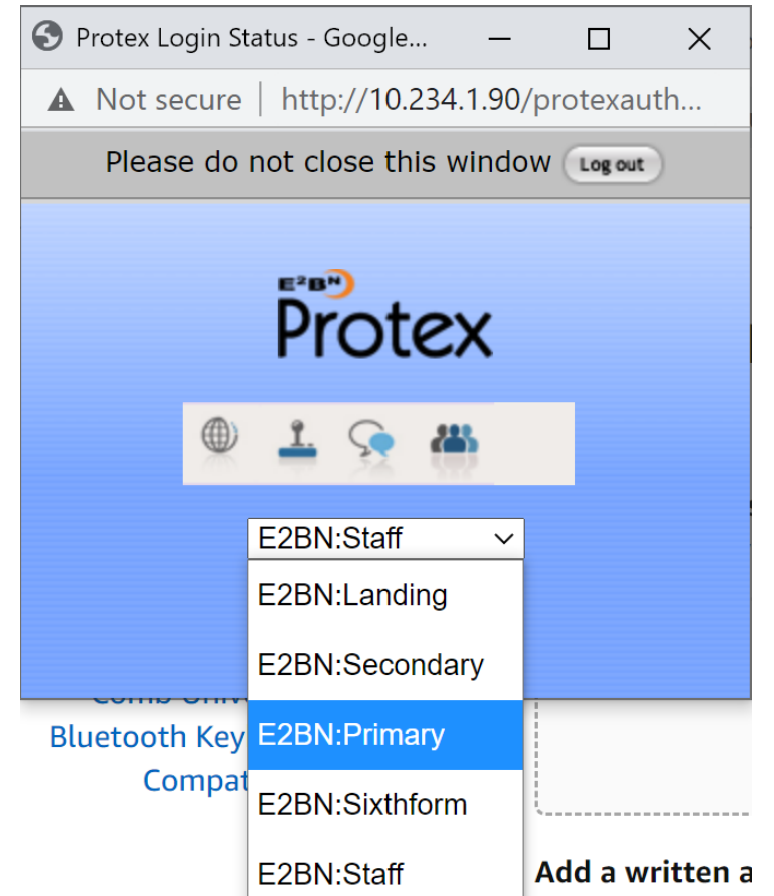 Protex Login Status - Google...
Not secure | http://10.234.1.90/protexauth...
Please do not close this window Log out
E²BN
Protex
E2BN:Staff
E2BN:Landing
E2BN:Secondary
E2BN:Primary
E2BN:Sixthform
E2BN:Staff
Bluetooth Key
Compat
Add a written a